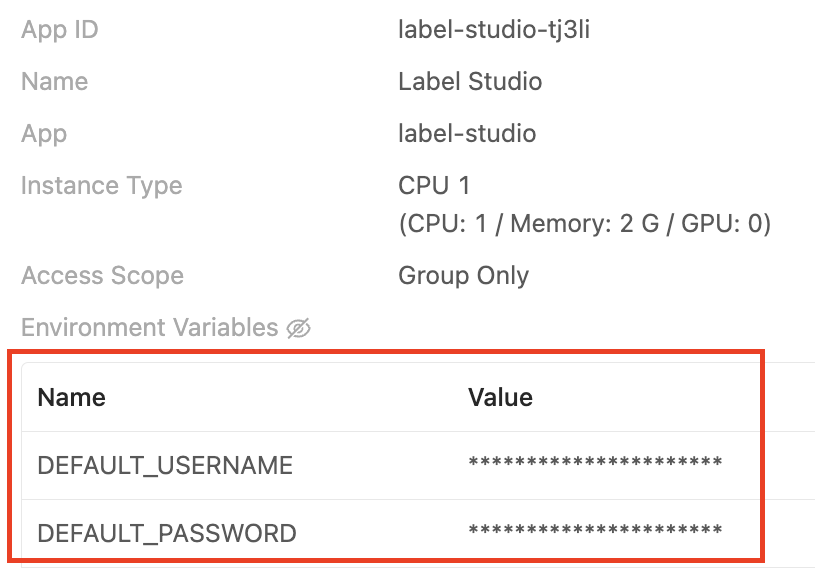 App ID label-studio-tj3li
Name Label Studio
App label-studio
Instance Type CPU 1
(CPU: 1 / Memory: 2 G / GPU: 0)
Access Scope Group Only
Environment Variables
Name Value
DEFAULT_USERNAME **********************
DEFAULT_PASSWORD **********************